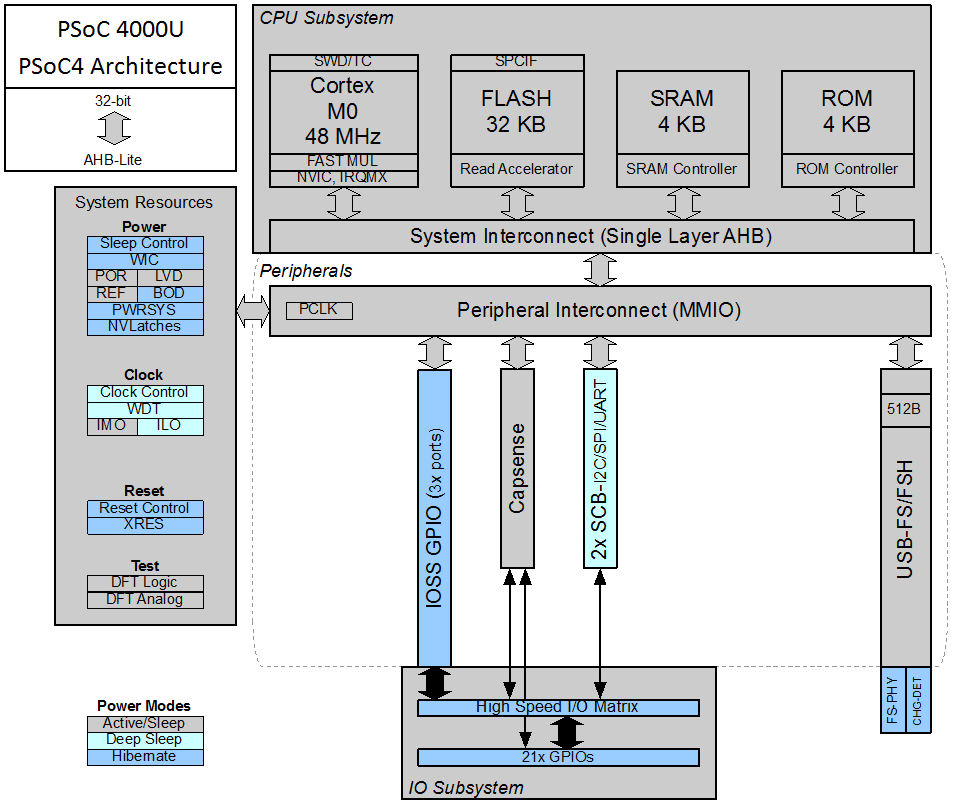 PSoC 4000U
PSoC4 Architecture
32-bit
AHB-Lite
CPU Subsystem
SWD/TC
Cortex
M0
48 MHz
FAST MUL
NVIC, IRQMX
SPCIF
FLASH
32 KB
Read Accelerator
SRAM
4 KB
SRAM Controller
ROM
4 KB
ROM Controller
System Interconnect (Single Layer AHB)
System Resources
Power
Sleep Control
WIC
POR LVD
REF BOD
PWRSYS
NVLatches
Clock
Clock Control
WDT
IMO ILO
Reset
Reset Control
XRES
Test
DFT Logic
DFT Analog
Peripherals
PCLK
Peripheral Interconnect (MMIO)
IOSS GPIO (3x ports)
Capsense
2x SCB-I2C/SPI/UART
512B
USB-FS/FSH
FS-PHY
CHG-DET
High Speed I/O Matrix
21x GPIOs
IO Subsystem
Power Modes
Active/Sleep
Deep Sleep
Hibernate